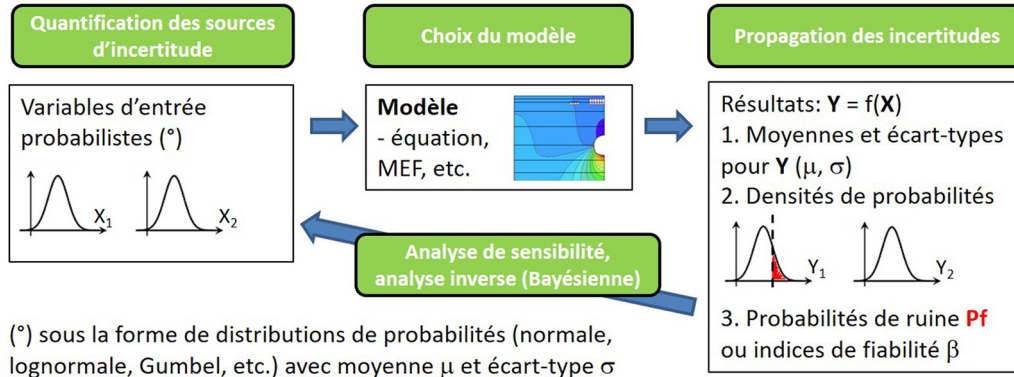 Quantification des sources
d'incertitude
Choix du modèle
Propagation des incertitudes
Variables d'entrée
probabilistes (°)
X1
X2
Modèle
- équation,
MEF, etc.
Résultats: Y = f(X)
1. Moyennes et écart-types
pour Y (μ, σ)
2. Densités de probabilités
Y1
Y2
3. Probabilités de ruine Pf
ou indices de fiabilité β
Analyse de sensibilité,
analyse inverse (Bayésienne)
(°) sous la forme de distributions de probabilités (normale,
lognormale, Gumbel, etc.) avec moyenne μ et écart-type σ